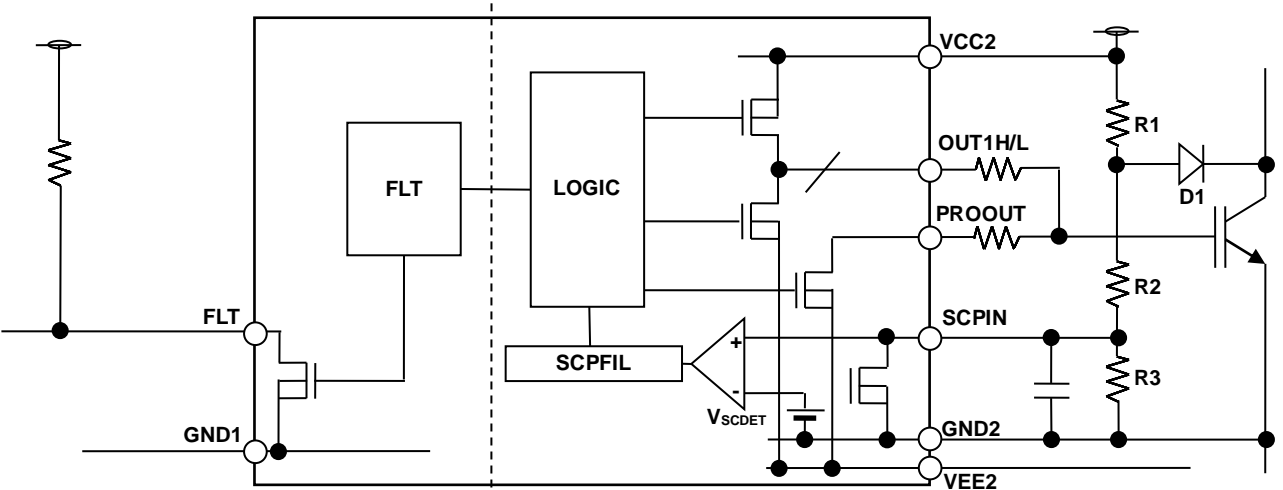 VCC2
R1
FLT
LOGIC
OUT1H/L
D1
PROOUT
R2
FLT
SCPIN
+
SCPFIL
R3
-
VSCDET
GND1
GND2
VEE2